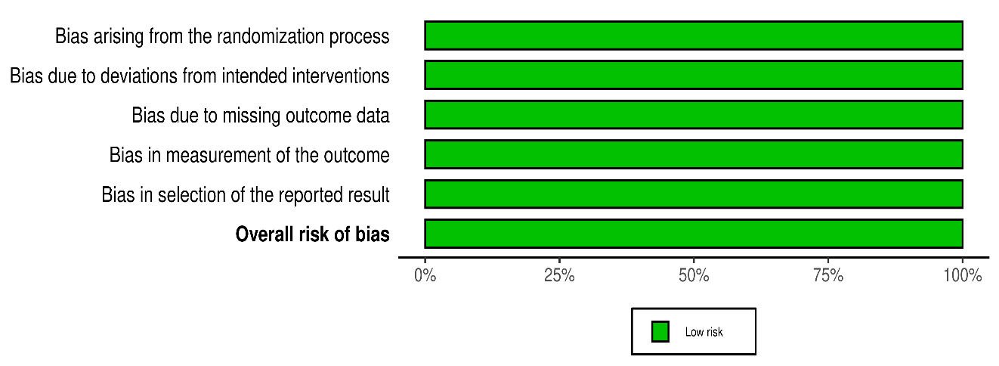 Bias arising from the randomization process
Bias due to deviations from intended interventions
Bias due to missing outcome data
Bias in measurement of the outcome
Bias in selection of the reported result
Overall risk of bias
0% 25% 50% 75% 100%
Low risk